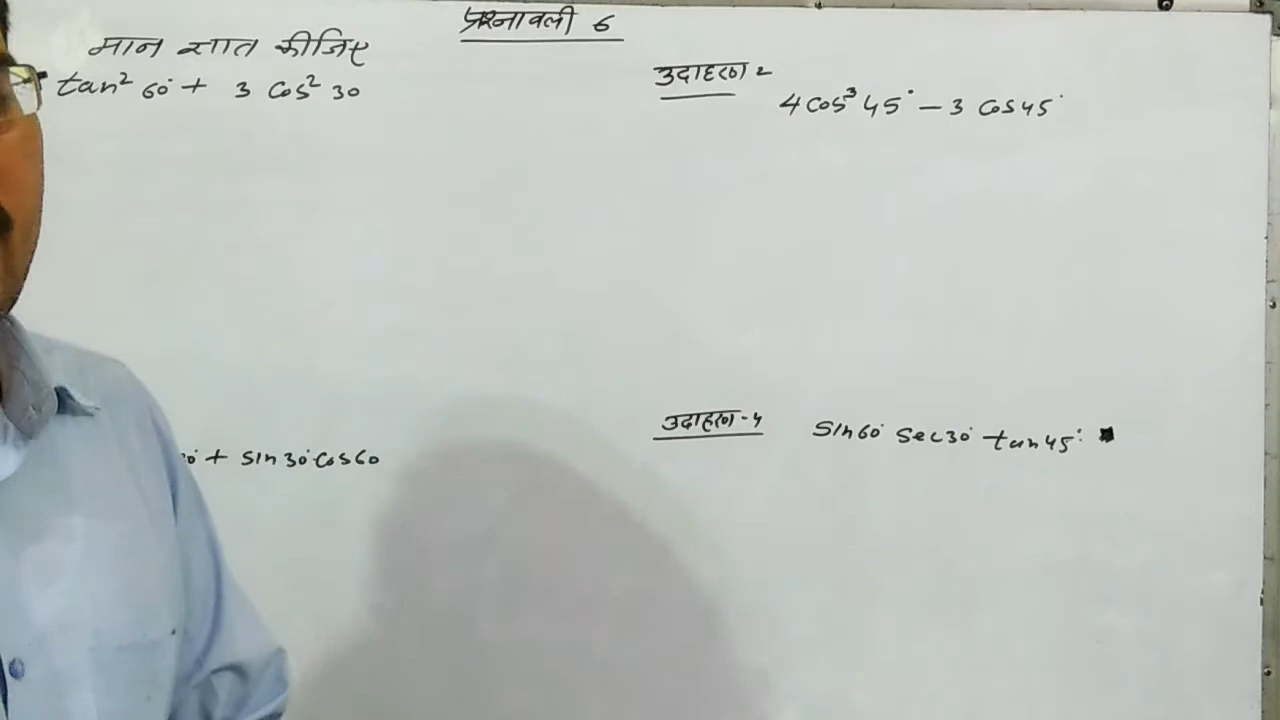 प्रश्नावली 6
मान ज्ञात कीजिए
tan² 60° + 3 cos² 30
उदाहरण 2
4 cos³ 45° – 3 cos 45°
0° + sin 30° cos 60
उदाहरण - 4 sin 60° sec 30° tan 45°